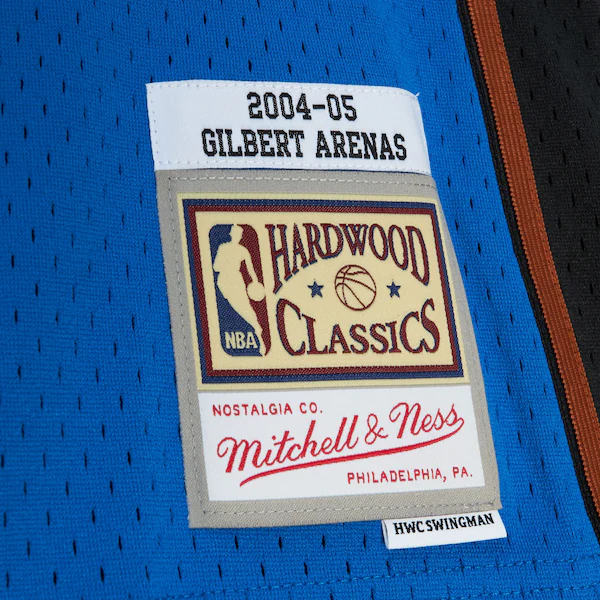 2004-05
GILBERT ARENAS
HARDWOOD
CLASSICS
NBA
NOSTALGIA CO.
Mitchell & Ness
PHILADELPHIA, PA.
HWC SWINGMAN